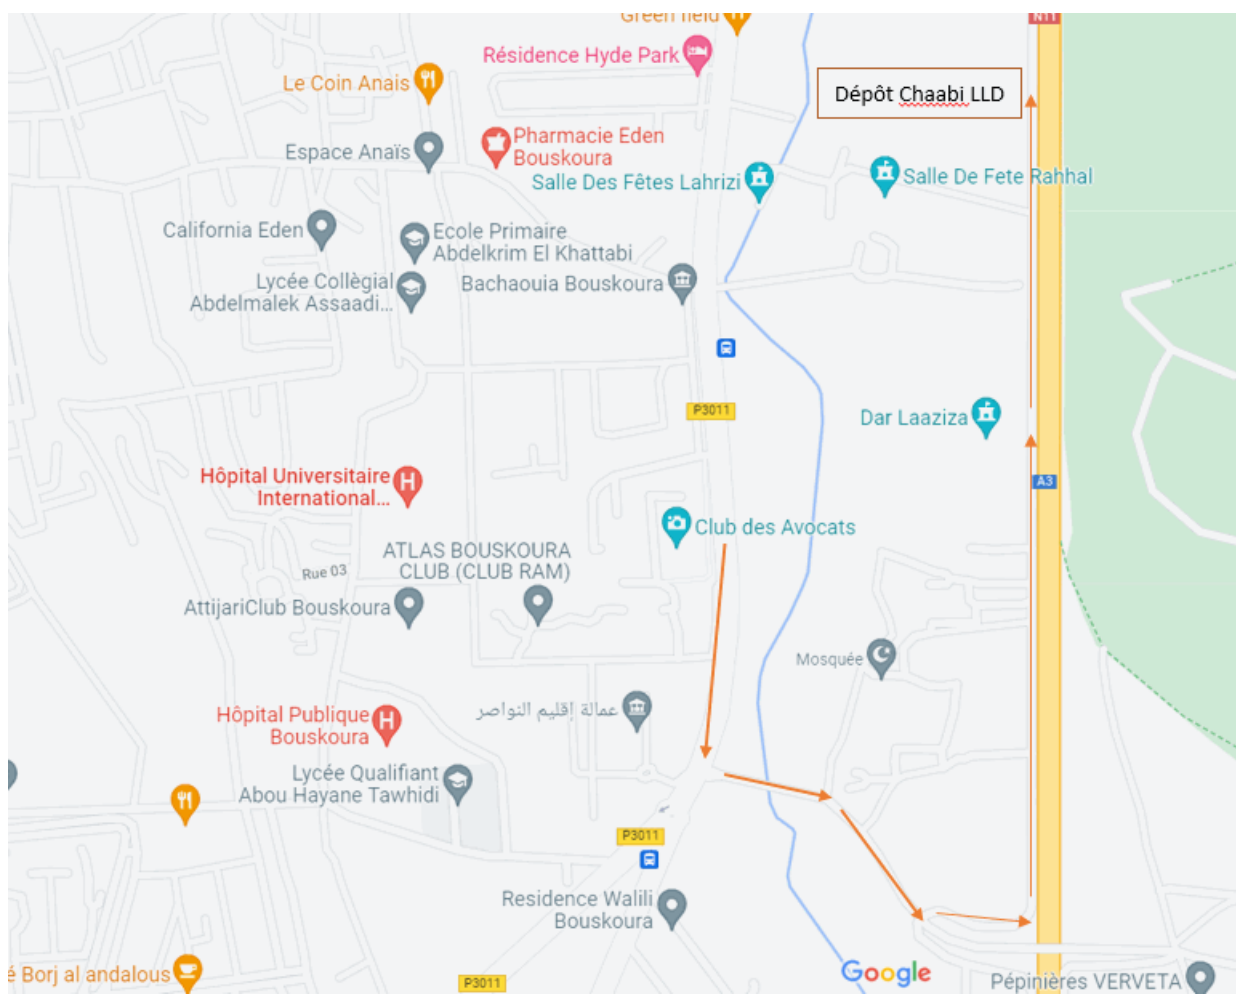 Green field
N11
Résidence Hyde Park
Le Coin Anais
Dépôt Chaabi LLD
Pharmacie Eden
Bouskoura
Espace Anaïs
Salle Des Fêtes Lahrizi
Salle De Fete Rahhal
California Eden
Ecole Primaire
Abdelkrim El Khattabi
Lycée Collègial
Abdelmalek Assaadi...
Bachaouia Bouskoura
P3011
Dar Laaziza
Hôpital Universitaire
International...
A3
Club des Avocats
ATLAS BOUSKOURA
CLUB (CLUB RAM)
Rue 03
AttijariClub Bouskoura
Mosquée
عمالة إقليم النواصر
Hôpital Publique
Bouskoura
Lycée Qualifiant
Abou Hayane Tawhidi
P3011
Residence Walili
Bouskoura
é Borj al andalous
P3011
Google
Pépinières VERVETA